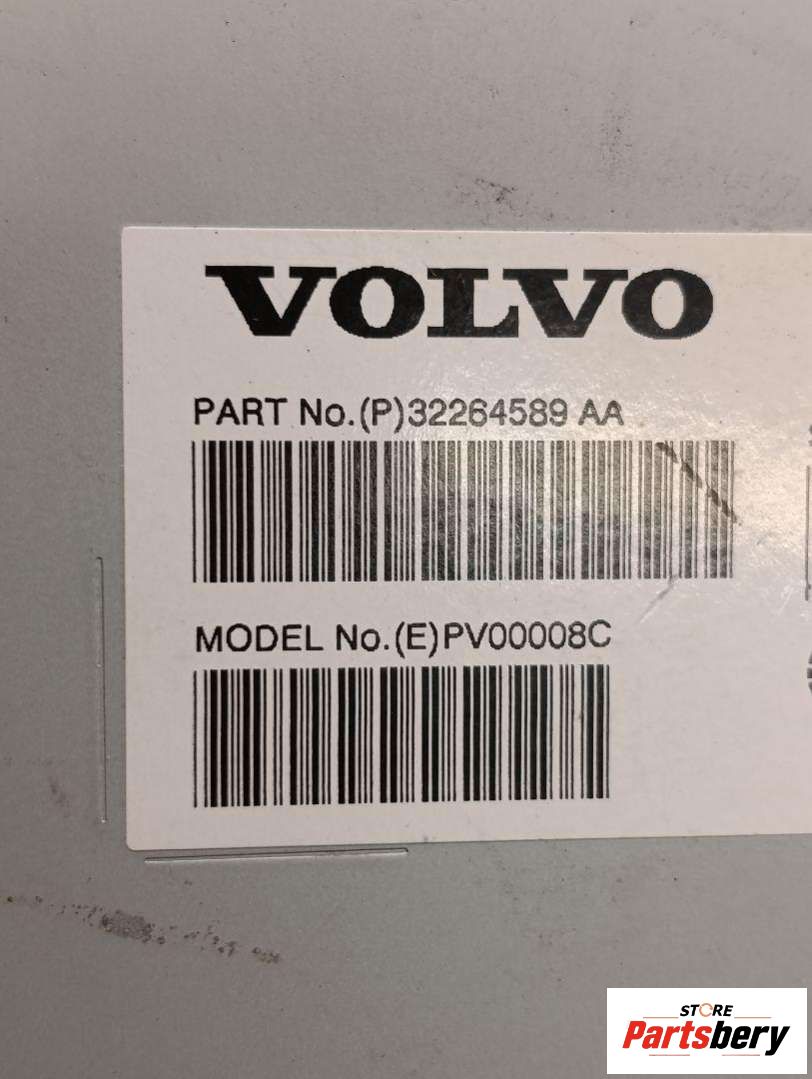 VOLVO
PART No.(P)32264589 AA
MODEL No.(E)PV00008C
STORE
Partsbery